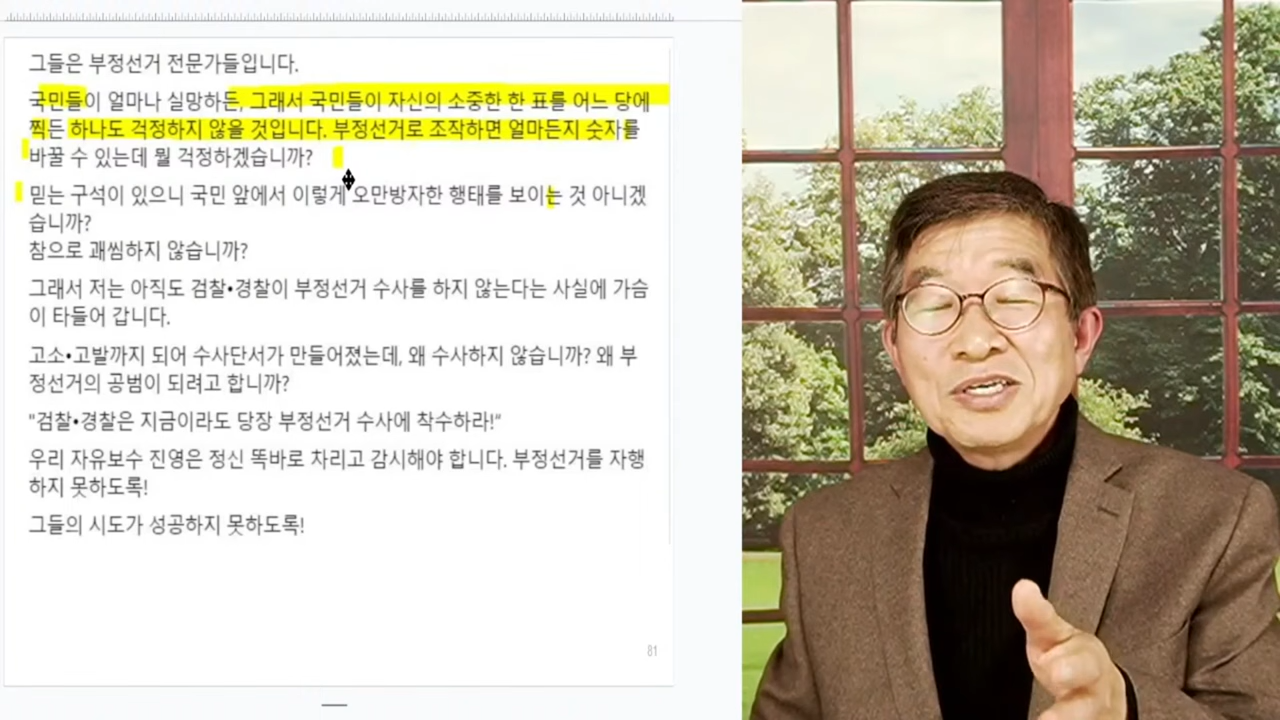 그들은 부정선거 전문가들입니다.
국민들이 얼마나 실망하든, 그래서 국민들이 자신의 소중한 한 표를 어느 당에
찍든 하나도 걱정하지 않을 것입니다. 부정선거로 조작하면 얼마든지 숫자를
바꿀 수 있는데 뭘 걱정하겠습니까?
믿는 구석이 있으니 국민 앞에서 이렇게 오만방자한 행태를 보이는 것 아니겠
습니까?
참으로 괘씸하지 않습니까?
그래서 저는 아직도 검찰•경찰이 부정선거 수사를 하지 않는다는 사실에 가슴
이 타들어 갑니다.
고소•고발까지 되어 수사단서가 만들어졌는데, 왜 수사하지 않습니까? 왜 부
정선거의 공범이 되려고 합니까?
"검찰•경찰은 지금이라도 당장 부정선거 수사에 착수하라!"
우리 자유보수 진영은 정신 똑바로 차리고 감시해야 합니다. 부정선거를 자행
하지 못하도록!
그들의 시도가 성공하지 못하도록!
81